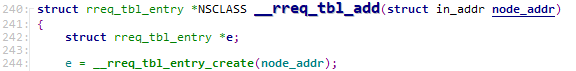 240: struct rreq_tbl_entry *NSCLASS __rreq_tbl_add(struct in_addr node_addr)
241: {
242:     struct rreq_tbl_entry *e;
243:
244:     e = __rreq_tbl_entry_create(node_addr);